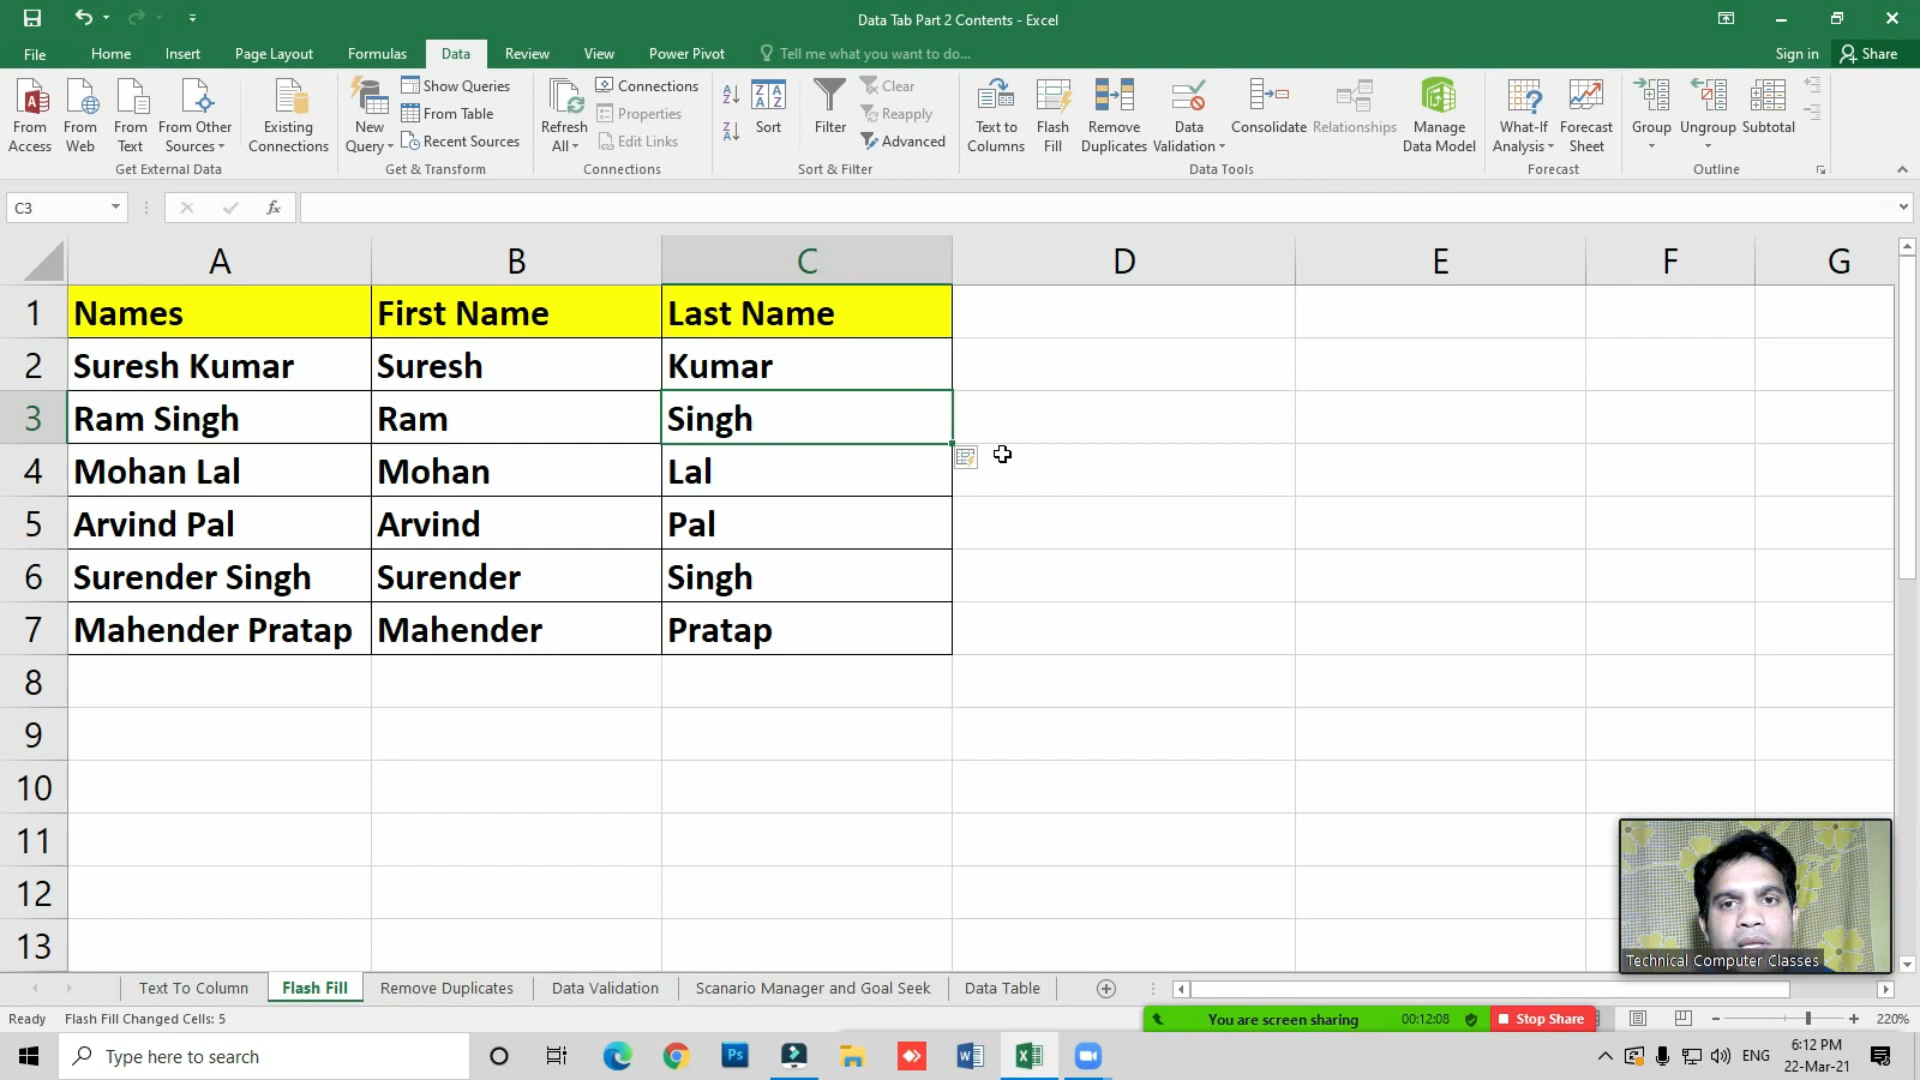 Data Tab Part 2 Contents - Excel
File Home Insert Page Layout Formulas Data Review View Power Pivot Tell me what you want to do... Sign in Share
From Access
From Web
From Text
From Other Sources
Existing Connections
Get External Data
New Query
Show Queries
From Table
Recent Sources
Get & Transform
Refresh All
Connections
Properties
Edit Links
Connections
Sort
Filter
Clear
Reapply
Advanced
Sort & Filter
Text to Columns
Flash Fill
Remove Duplicates
Data Validation
Consolidate
Relationships
Manage Data Model
Data Tools
What-If Analysis
Forecast Sheet
Forecast
Group
Ungroup
Subtotal
Outline
C3 fx
A B C D E F G
1 Names First Name Last Name
2 Suresh Kumar Suresh Kumar
3 Ram Singh Ram Singh
4 Mohan Lal Mohan Lal
5 Arvind Pal Arvind Pal
6 Surender Singh Surender Singh
7 Mahender Pratap Mahender Pratap
8
9
10
11
12
13
Technical Computer Classes
Text To Column Flash Fill Remove Duplicates Data Validation Scanario Manager and Goal Seek Data Table
Ready Flash Fill Changed Cells: 5 You are screen sharing 00:12:08 Stop Share 220%
Type here to search
Ps
ENG
6:12 PM
22-Mar-21